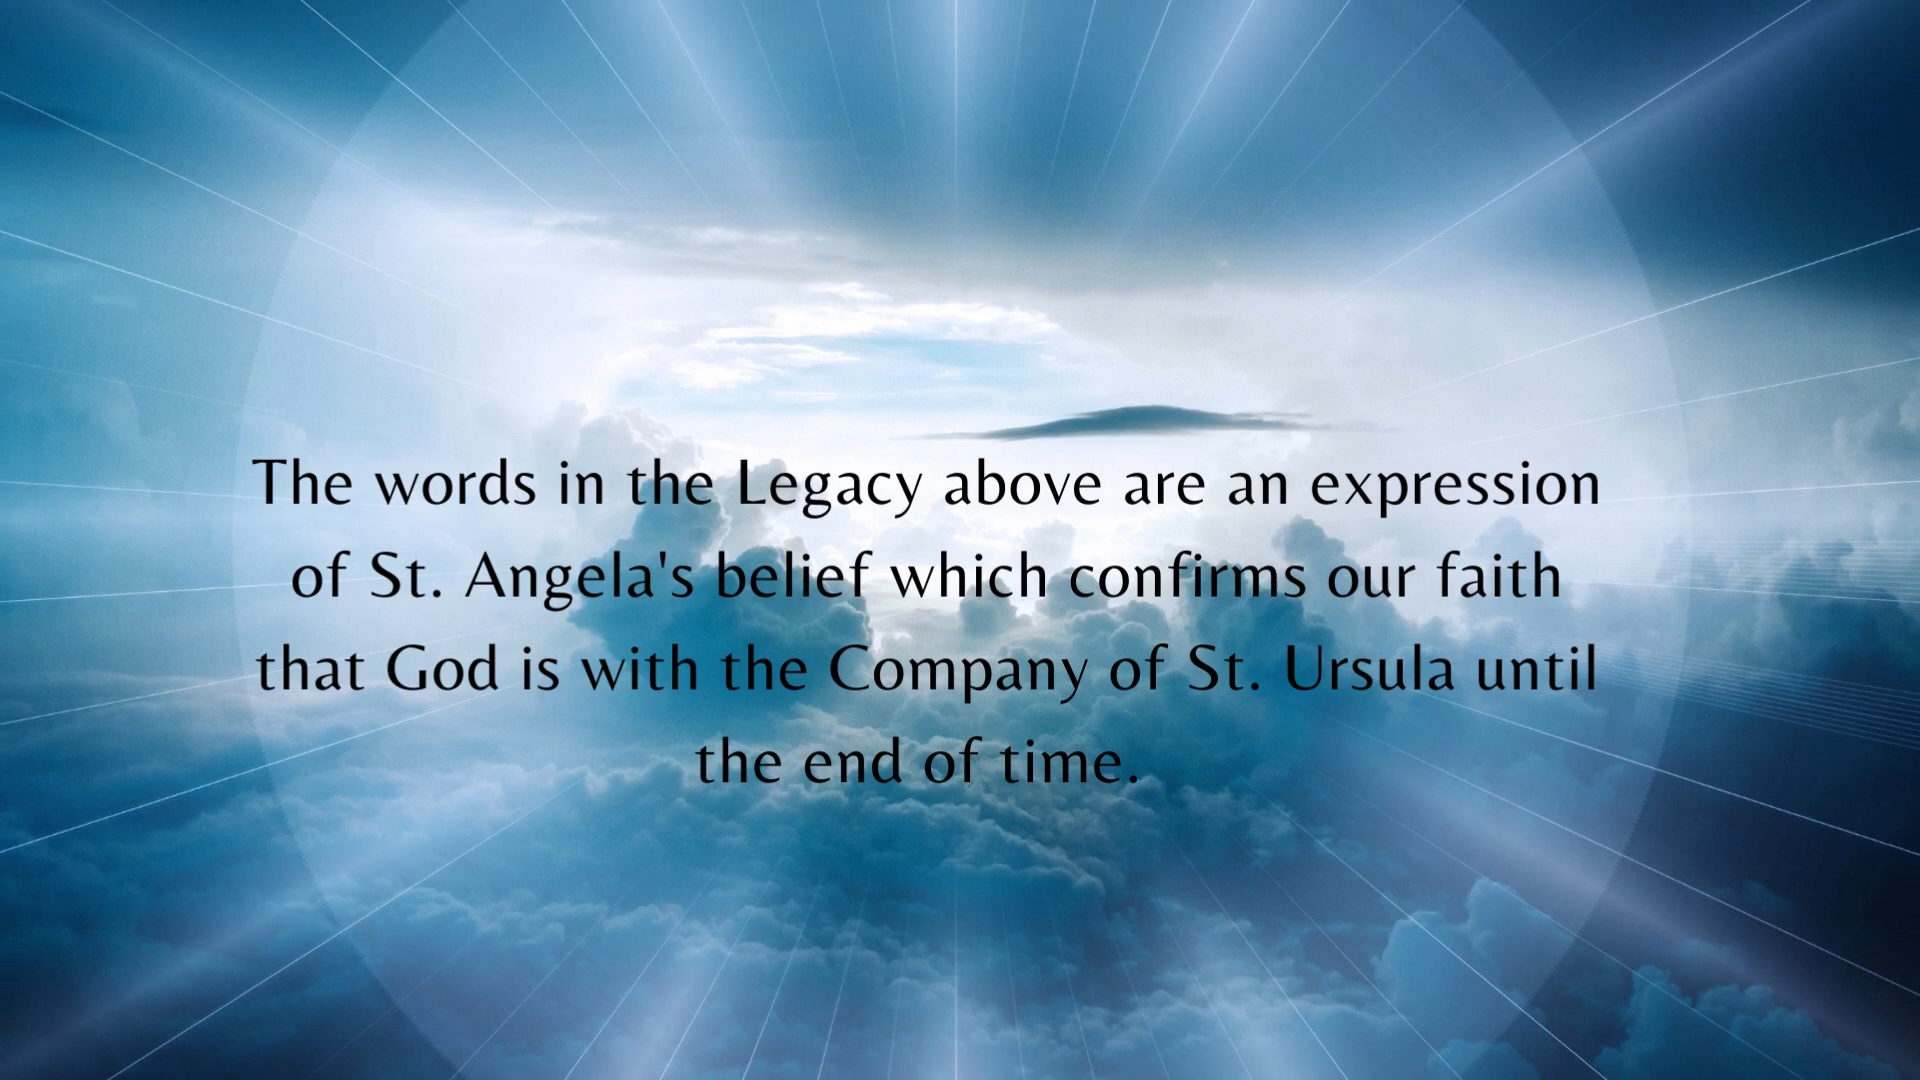 The words in the Legacy above are an expression
of St. Angela's belief which confirms our faith
that God is with the Company of St. Ursula until
the end of time.